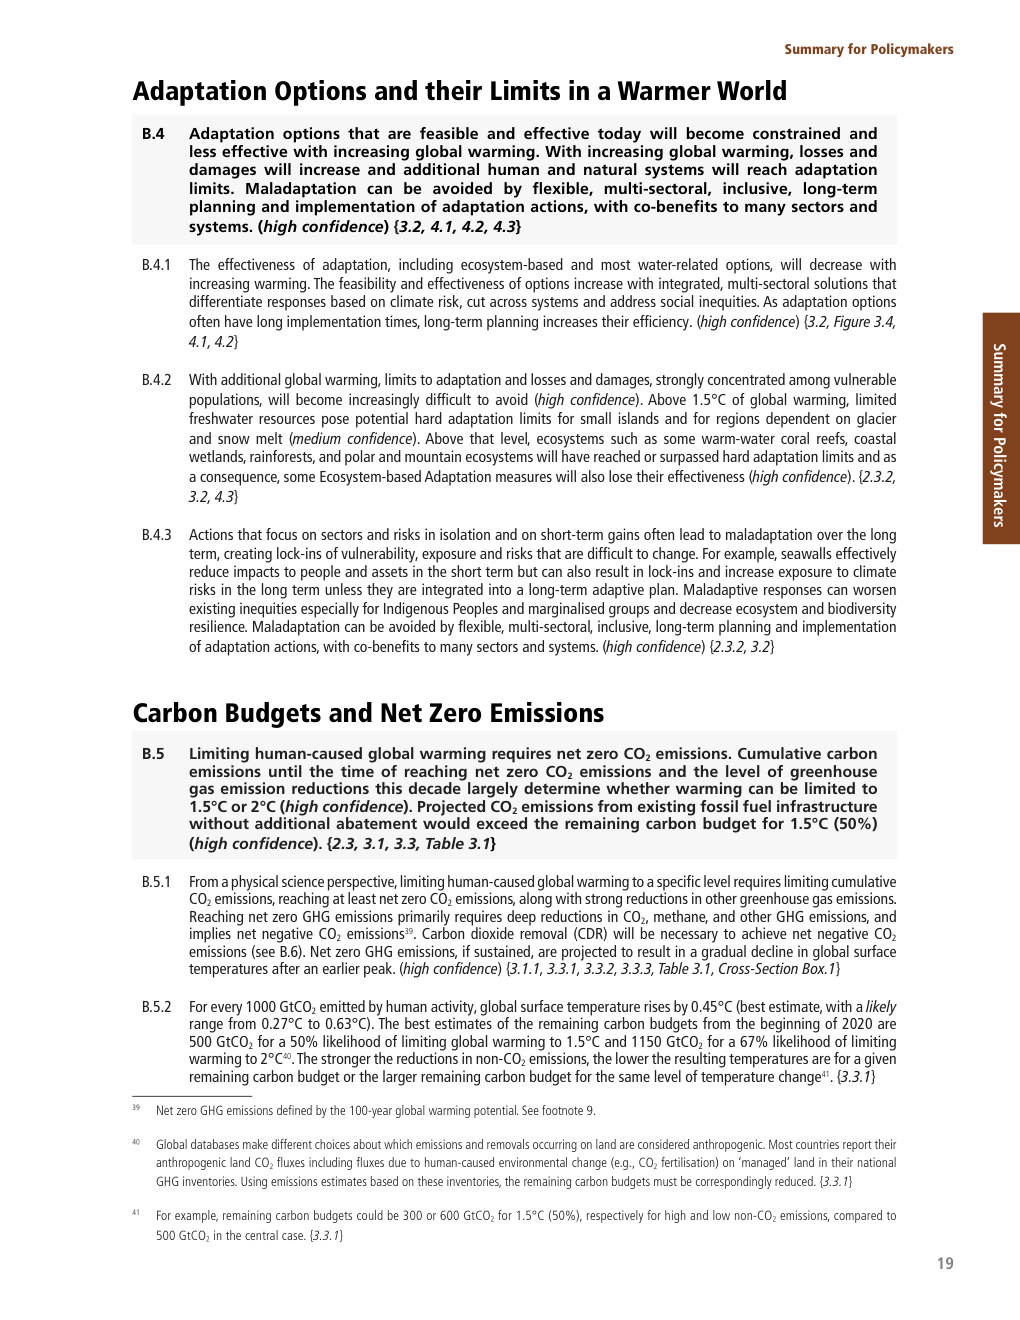 Summary for Policymakers
Adaptation Options and their Limits in a Warmer World
B.4 Adaptation options that are feasible and effective today will become constrained and
less effective with increasing global warming. With increasing global warming, losses and
damages will increase and additional human and natural systems will reach adaptation
limits. Maladaptation can be avoided by flexible, multi-sectoral, inclusive, long-term
planning and implementation of adaptation actions, with co-benefits to many sectors and
systems. (high confidence) {3.2, 4.1, 4.2, 4.3}
B.4.1 The effectiveness of adaptation, including ecosystem-based and most water-related options, will decrease with
increasing warming. The feasibility and effectiveness of options increase with integrated, multi-sectoral solutions that
differentiate responses based on climate risk, cut across systems and address social inequities. As adaptation options
often have long implementation times, long-term planning increases their efficiency. (high confidence) {3.2, Figure 3.4,
4.1, 4.2}
B.4.2 With additional global warming, limits to adaptation and losses and damages, strongly concentrated among vulnerable
populations, will become increasingly difficult to avoid (high confidence). Above 1.5°C of global warming, limited
freshwater resources pose potential hard adaptation limits for small islands and for regions dependent on glacier
and snow melt (medium confidence). Above that level, ecosystems such as some warm-water coral reefs, coastal
wetlands, rainforests, and polar and mountain ecosystems will have reached or surpassed hard adaptation limits and as
a consequence, some Ecosystem-based Adaptation measures will also lose their effectiveness (high confidence). {2.3.2,
3.2, 4.3}
B.4.3 Actions that focus on sectors and risks in isolation and on short-term gains often lead to maladaptation over the long
term, creating lock-ins of vulnerability, exposure and risks that are difficult to change. For example, seawalls effectively
reduce impacts to people and assets in the short term but can also result in lock-ins and increase exposure to climate
risks in the long term unless they are integrated into a long-term adaptive plan. Maladaptive responses can worsen
existing inequities especially for Indigenous Peoples and marginalised groups and decrease ecosystem and biodiversity
resilience. Maladaptation can be avoided by flexible, multi-sectoral, inclusive, long-term planning and implementation
of adaptation actions, with co-benefits to many sectors and systems. (high confidence) {2.3.2, 3.2}
Summary for Policymakers
Carbon Budgets and Net Zero Emissions
B.5 Limiting human-caused global warming requires net zero CO₂ emissions. Cumulative carbon
emissions until the time of reaching net zero CO₂ emissions and the level of greenhouse
gas emission reductions this decade largely determine whether warming can be limited to
1.5°C or 2°C (high confidence). Projected CO₂ emissions from existing fossil fuel infrastructure
without additional abatement would exceed the remaining carbon budget for 1.5°C (50%)
(high confidence). {2.3, 3.1, 3.3, Table 3.1}
B.5.1 From a physical science perspective, limiting human-caused global warming to a specific level requires limiting cumulative
CO₂ emissions, reaching at least net zero CO₂ emissions, along with strong reductions in other greenhouse gas emissions.
Reaching net zero GHG emissions primarily requires deep reductions in CO₂, methane, and other GHG emissions, and
implies net negative CO₂ emissions³⁹. Carbon dioxide removal (CDR) will be necessary to achieve net negative CO₂
emissions (see B.6). Net zero GHG emissions, if sustained, are projected to result in a gradual decline in global surface
temperatures after an earlier peak. (high confidence) {3.1.1, 3.3.1, 3.3.2, 3.3.3, Table 3.1, Cross-Section Box.1}
B.5.2 For every 1000 GtCO₂ emitted by human activity, global surface temperature rises by 0.45°C (best estimate, with a likely
range from 0.27°C to 0.63°C). The best estimates of the remaining carbon budgets from the beginning of 2020 are
500 GtCO₂ for a 50% likelihood of limiting global warming to 1.5°C and 1150 GtCO₂ for a 67% likelihood of limiting
warming to 2°C⁴⁰. The stronger the reductions in non-CO₂ emissions, the lower the resulting temperatures are for a given
remaining carbon budget or the larger remaining carbon budget for the same level of temperature change⁴¹. {3.3.1}
39 Net zero GHG emissions defined by the 100-year global warming potential. See footnote 9.
40 Global databases make different choices about which emissions and removals occurring on land are considered anthropogenic. Most countries report their
anthropogenic land CO₂ fluxes including fluxes due to human-caused environmental change (e.g., CO₂ fertilisation) on ‘managed’ land in their national
GHG inventories. Using emissions estimates based on these inventories, the remaining carbon budgets must be correspondingly reduced. {3.3.1}
41 For example, remaining carbon budgets could be 300 or 600 GtCO₂ for 1.5°C (50%), respectively for high and low non-CO₂ emissions, compared to
500 GtCO₂ in the central case. {3.3.1}
19